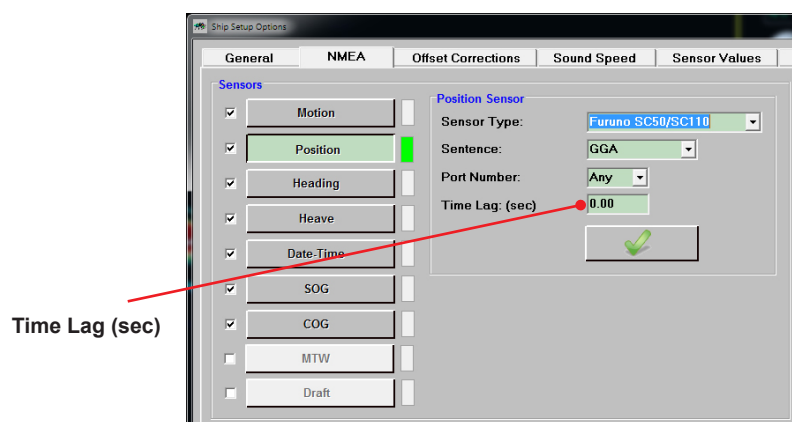 Ship Setup Options
General NMEA Offset Corrections Sound Speed Sensor Values
Sensors
Motion
Position
Heading
Heave
Date-Time
SOG
COG
MTW
Draft
Position Sensor
Sensor Type: Furuno SC50/SC110
Sentence: GGA
Port Number: Any
Time Lag: (sec) 0.00
Time Lag (sec)